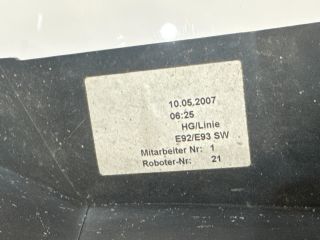 10.05.2007
06:25
HG/Linie
E92/E93 SW
Mitarbeiter Nr: 1
Roboter-Nr: 21